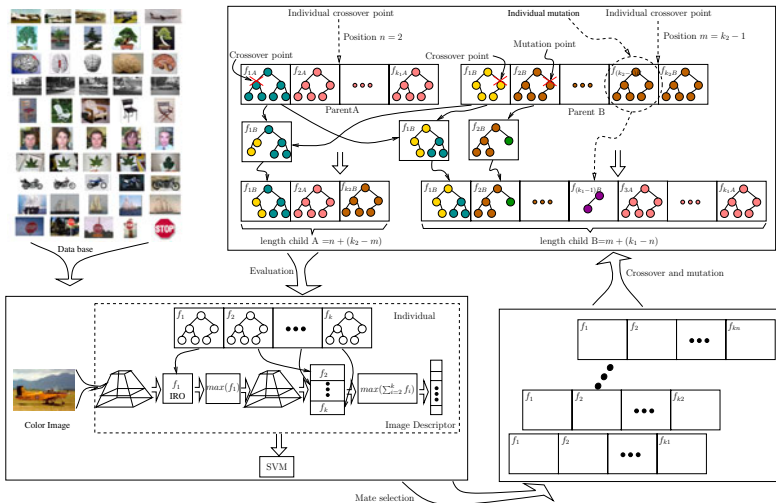 Individual crossover point
Individual mutation
Individual crossover point
Position n = 2
Position m = k2 − 1
Crossover point
Crossover point
Mutation point
f1A
f2A
fk1A
f1B
f2B
fk2B
ParentA
Parent B
f1B
f1B
f2B
f1B
f2A
fk2B
f1B
f2B
f(k1−1)B
f3A
fk1A
length child A =n + (k2 − m)
length child B=m + (k1 − n)
STOP
Data base
Evaluation
Crossover and mutation
f1
f2
fk
Individual
f1
IRO
max(f1)
f2
fk
max(∑ki=2 fi)
Color Image
Image Descriptor
SVM
f1
f2
fkn
f1
f2
fk2
f1
f2
fk1
Mate selection